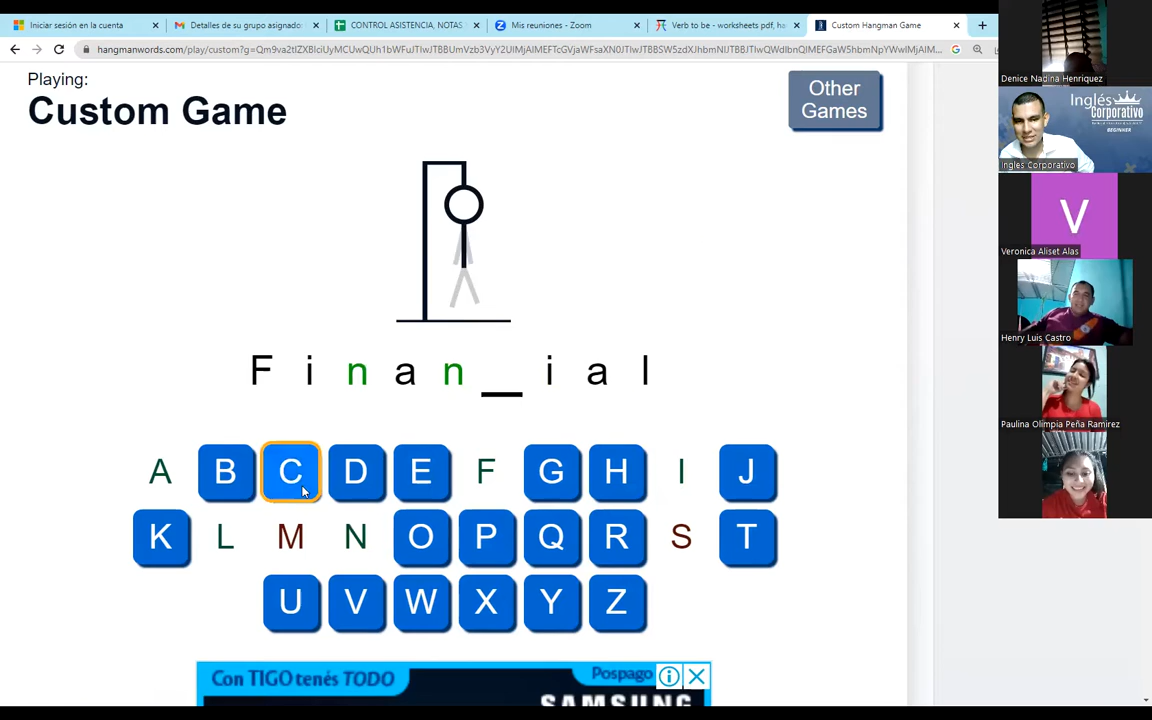 Iniciar sesión en la cuenta
Detalles de su grupo asignado
CONTROL ASISTENCIA, NOTAS
Mis reuniones - Zoom
Verb to be - worksheets pdf, ha
Custom Hangman Game
Playing:
Custom Game
Other
Games
F i n a n _ i a l
A B C D E F G H I J
K L M N O P Q R S T
U V W X Y Z
Con TIGO tenés TODO
Pospago
SAMSUNG
Denice Nadina Henriquez
Inglés
Corporativo
BEGINNER
Ingles Corporativo
V
Veronica Aliset Alas
Henry Luis Castro
Paulina Olimpia Peña Ramirez